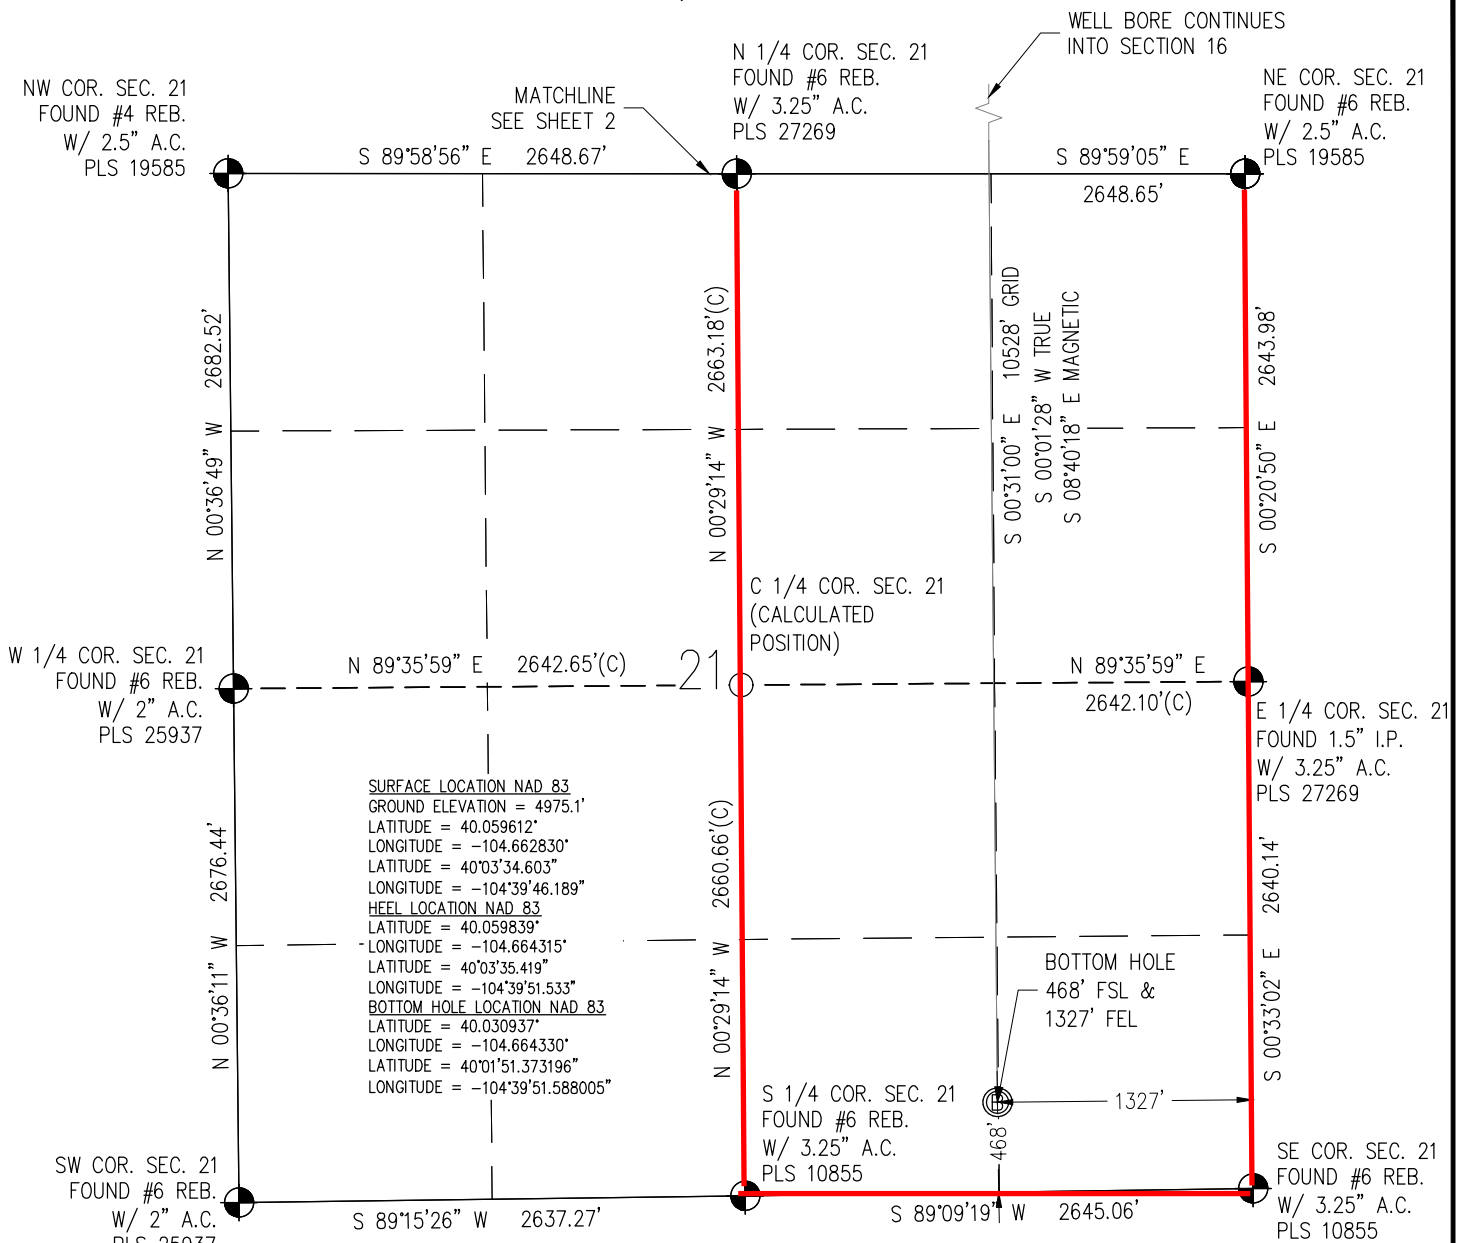 WELL BORE CONTINUES
INTO SECTION 16
N 1/4 COR. SEC. 21
FOUND #6 REB.
W/ 3.25" A.C.
PLS 27269
NE COR. SEC. 21
FOUND #6 REB.
W/ 2.5" A.C.
PLS 19585
NW COR. SEC. 21
FOUND #4 REB.
W/ 2.5" A.C.
PLS 19585
MATCHLINE
SEE SHEET 2
S 89°58'56" E 2648.67'
S 89°59'05" E
2648.65'
N 00°36'49" W 2682.52'
N 00°29'14" W 2663.18'(C)
S 00°31'00" E 10528' GRID
S 00°01'28" W TRUE
S 08°40'18" E MAGNETIC
S 00°20'50" E 2643.98'
C 1/4 COR. SEC. 21
(CALCULATED
POSITION)
W 1/4 COR. SEC. 21
FOUND #6 REB.
W/ 2" A.C.
PLS 25937
N 89°35'59" E 2642.65'(C)
21
N 89°35'59" E
2642.10'(C)
E 1/4 COR. SEC. 21
FOUND 1.5" I.P.
W/ 3.25" A.C.
PLS 27269
SURFACE LOCATION NAD 83
GROUND ELEVATION = 4975.1'
LATITUDE = 40.059612°
LONGITUDE = -104.662830°
LATITUDE = 40°03'34.603"
LONGITUDE = -104°39'46.189"
HEEL LOCATION NAD 83
LATITUDE = 40.059839°
LONGITUDE = -104.664315°
LATITUDE = 40°03'35.419"
LONGITUDE = -104°39'51.533"
BOTTOM HOLE LOCATION NAD 83
LATITUDE = 40.030937°
LONGITUDE = -104.664330°
LATITUDE = 40°01'51.373196"
LONGITUDE = -104°39'51.588005"
N 00°36'11" W 2676.44'
N 00°29'14" W 2660.66'(C)
S 00°33'02" E 2640.14'
BOTTOM HOLE
468' FSL &
1327' FEL
B
1327'
468'
S 1/4 COR. SEC. 21
FOUND #6 REB.
W/ 3.25" A.C.
PLS 10855
SW COR. SEC. 21
FOUND #6 REB.
W/ 2" A.C.
PLS 25937
S 89°15'26" W 2637.27'
S 89°09'19" W 2645.06'
SE COR. SEC. 21
FOUND #6 REB.
W/ 3.25" A.C.
PLS 10855